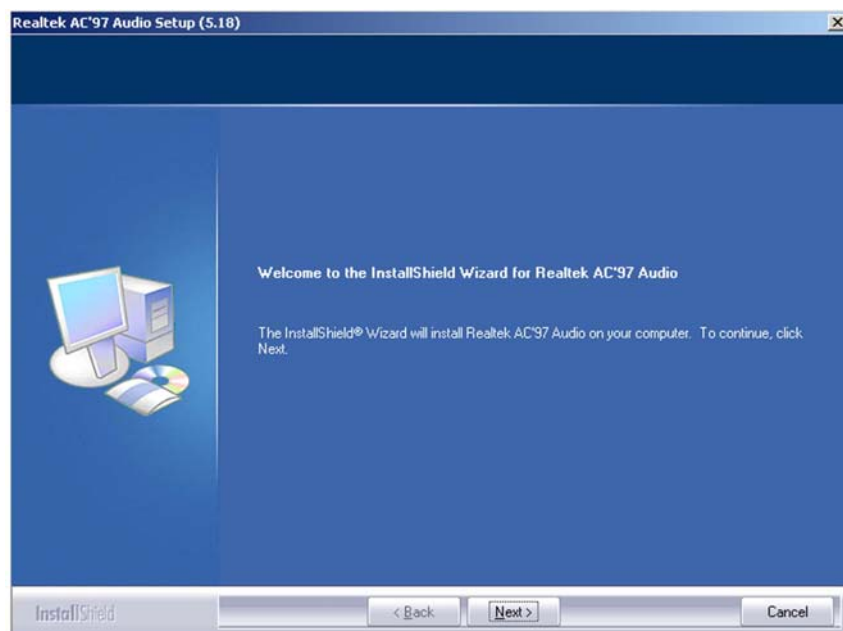 Realtek AC'97 Audio Setup (5.18)
Welcome to the InstallShield Wizard for Realtek AC'97 Audio
The InstallShield® Wizard will install Realtek AC'97 Audio on your computer. To continue, click
Next.
InstallShield
< Back
Next >
Cancel